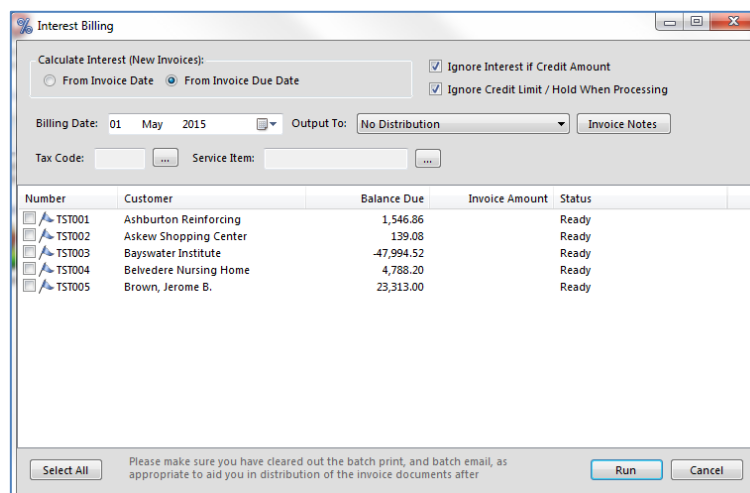 Interest Billing
Calculate Interest (New Invoices):
From Invoice Date From Invoice Due Date
Ignore Interest if Credit Amount
Ignore Credit Limit / Hold When Processing
Billing Date: 01 May 2015 Output To: No Distribution Invoice Notes
Tax Code: ... Service Item: ...
Number Customer Balance Due Invoice Amount Status
TST001 Ashburton Reinforcing 1,546.86 Ready
TST002 Askew Shopping Center 139.08 Ready
TST003 Bayswater Institute -47,994.52 Ready
TST004 Belvedere Nursing Home 4,788.20 Ready
TST005 Brown, Jerome B. 23,313.00 Ready
Select All
Please make sure you have cleared out the batch print, and batch email, as
appropriate to aid you in distribution of the invoice documents after
Run Cancel